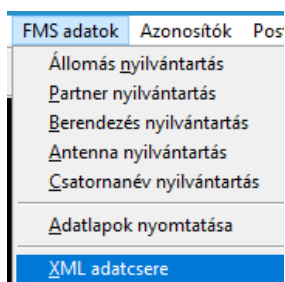 FMS adatok Azonosítók
Állomás nyilvántartás
Partner nyilvántartás
Berendezés nyilvántartás
Antenna nyilvántartás
Csatornanév nyilvántartás
Adatlapok nyomtatása
XML adatcsere